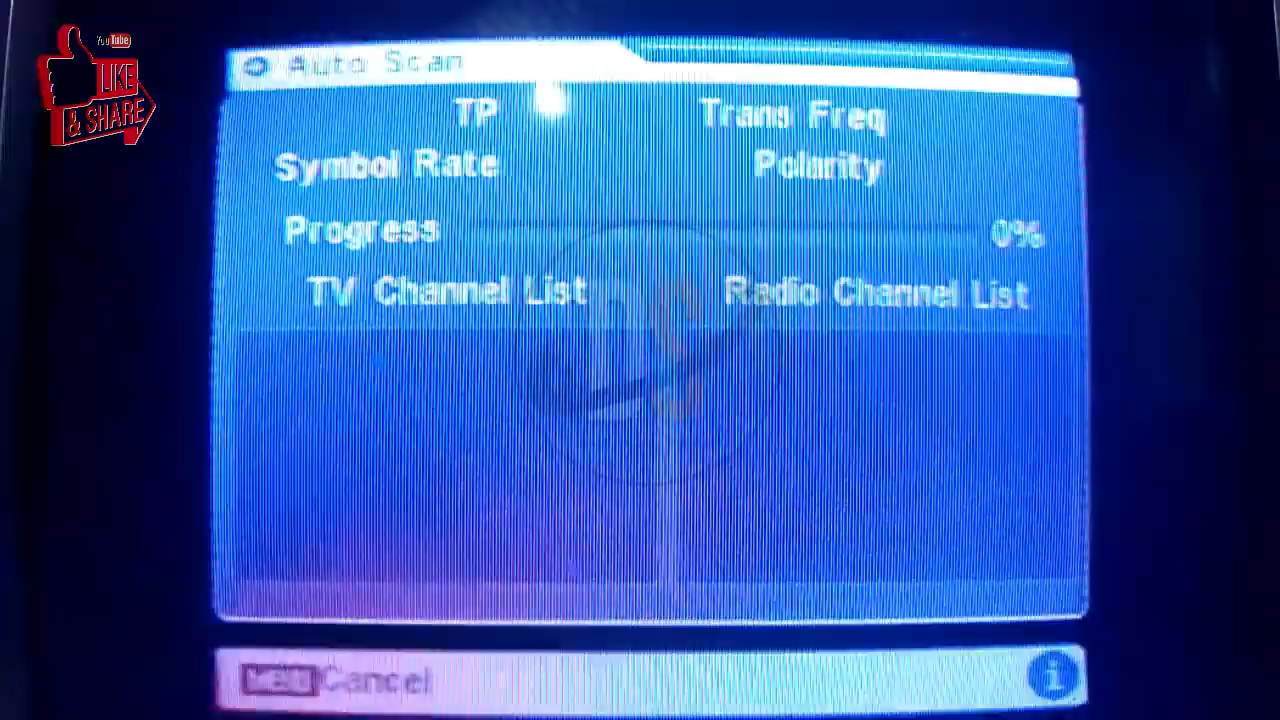 YouTube
LIKE
& SHARE
Auto Scan
TP Trans Freq
Symbol Rate Polarity
Progress 0%
TV Channel List Radio Channel List
Menu Cancel